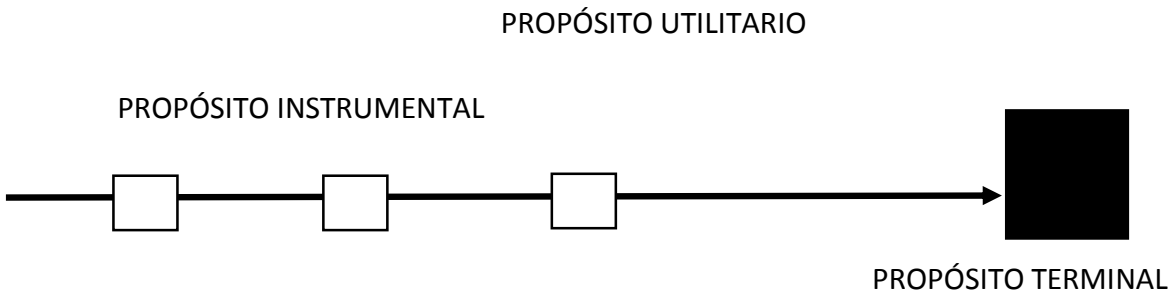 PROPÓSITO UTILITARIO
PROPÓSITO INSTRUMENTAL
PROPÓSITO TERMINAL